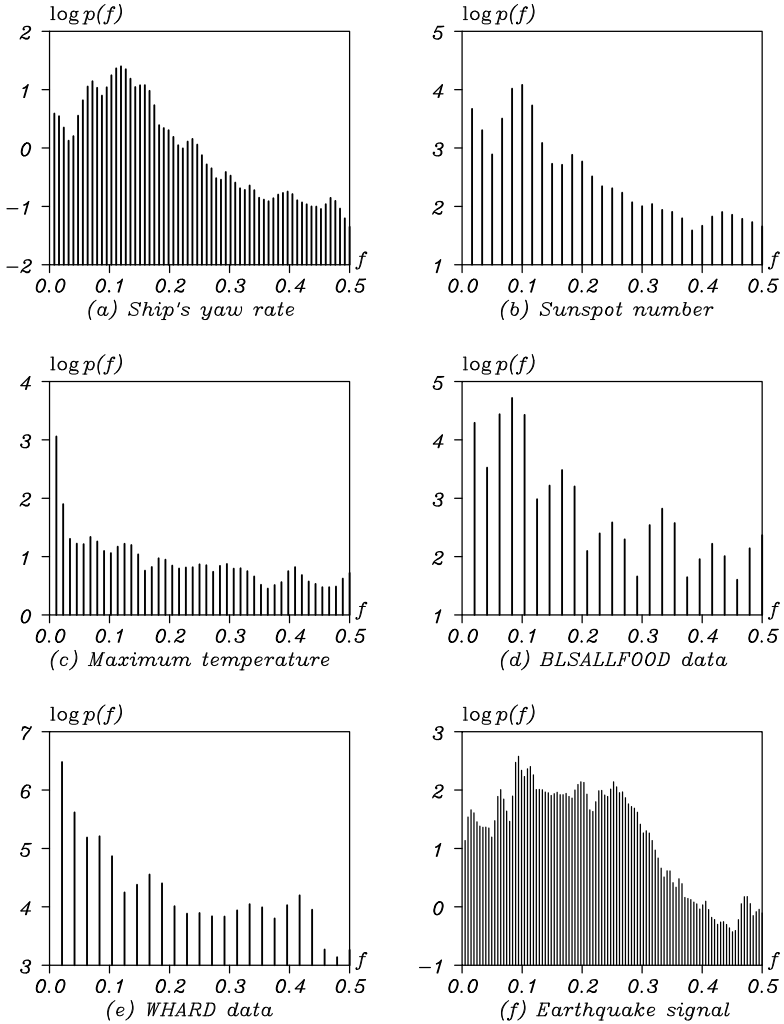 log p(f)
2
1
0
−1
−2
f
0.0 0.1 0.2 0.3 0.4 0.5
(a) Ship's yaw rate
log p(f)
5
4
3
2
1
f
0.0 0.1 0.2 0.3 0.4 0.5
(b) Sunspot number
log p(f)
4
3
2
1
0
f
0.0 0.1 0.2 0.3 0.4 0.5
(c) Maximum temperature
log p(f)
5
4
3
2
1
f
0.0 0.1 0.2 0.3 0.4 0.5
(d) BLSALLFOOD data
log p(f)
7
6
5
4
3
f
0.0 0.1 0.2 0.3 0.4 0.5
(e) WHARD data
log p(f)
3
2
1
0
−1
f
0.0 0.1 0.2 0.3 0.4 0.5
(f) Earthquake signal